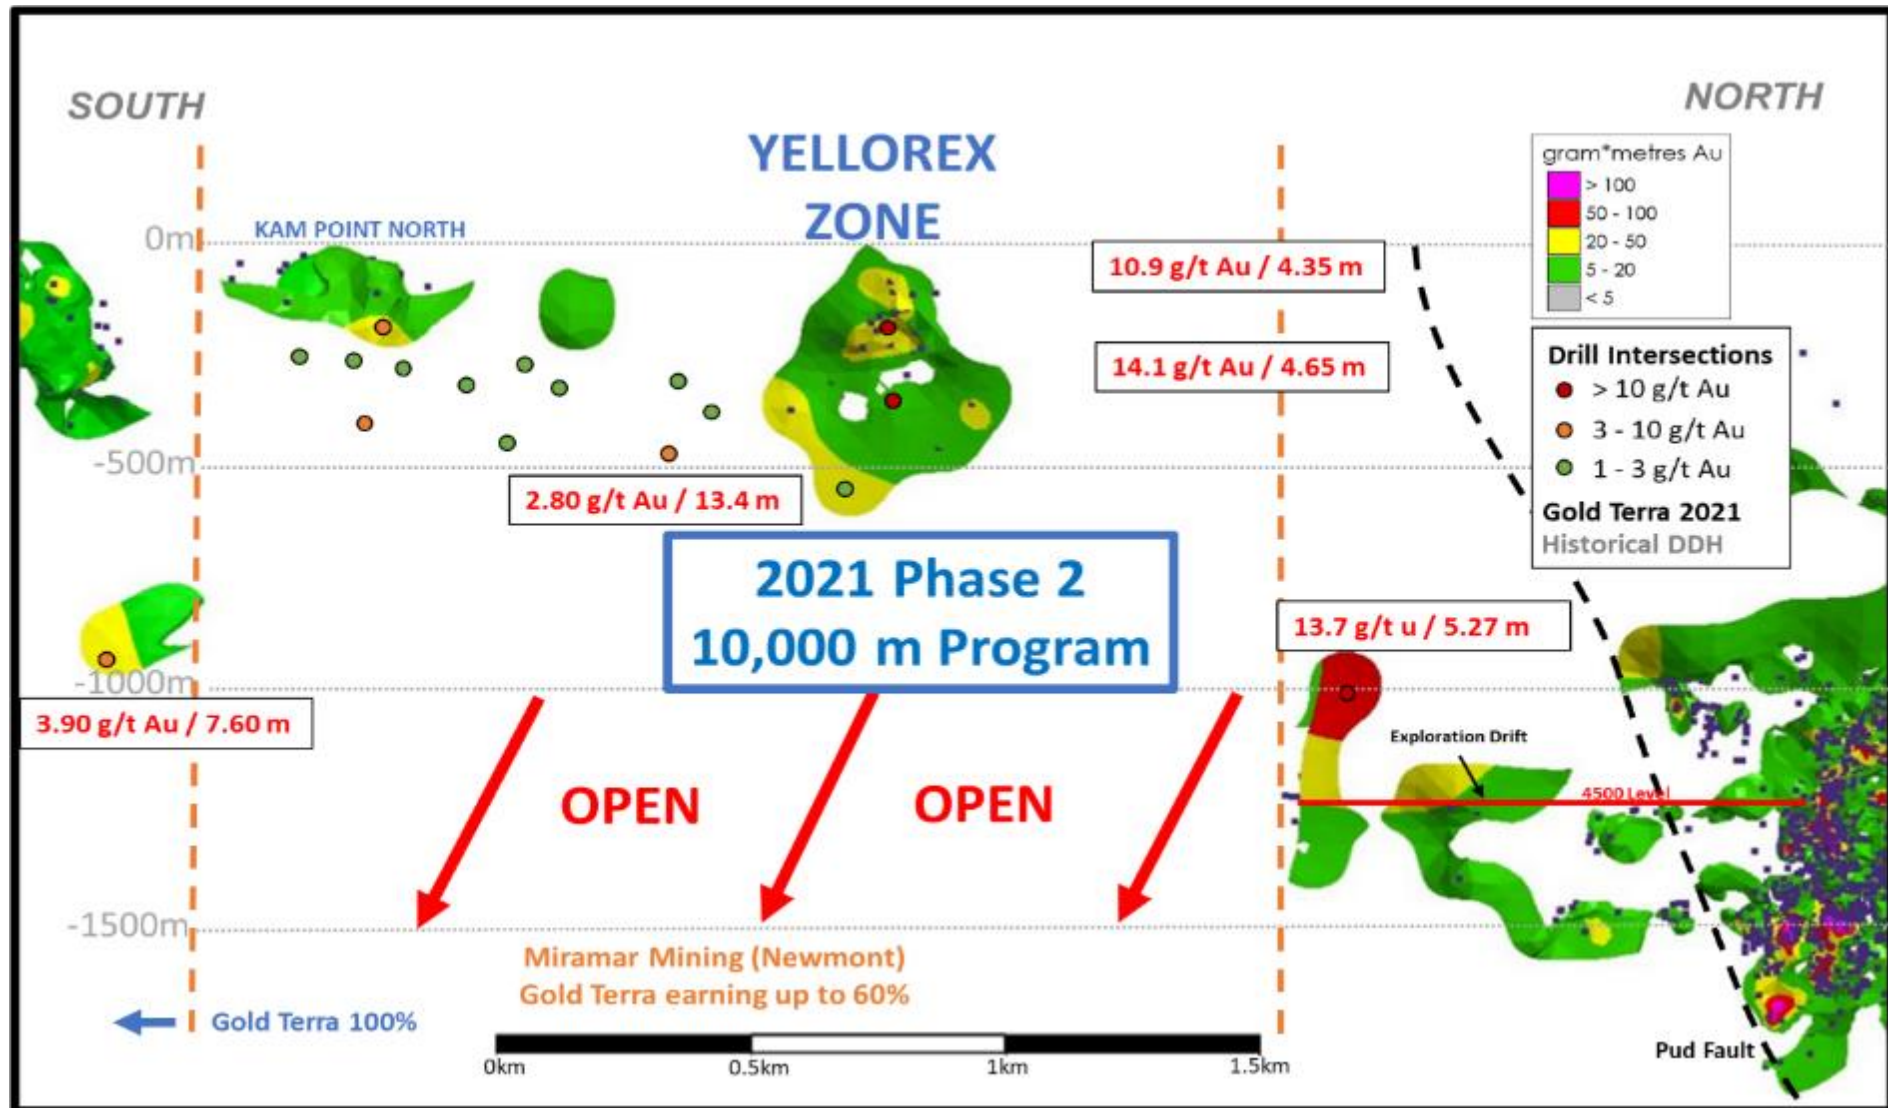 SOUTH
NORTH
YELLOREX
ZONE
gram*metres Au
> 100
50 - 100
20 - 50
5 - 20
< 5
KAM POINT NORTH
0m
10.9 g/t Au / 4.35 m
14.1 g/t Au / 4.65 m
Drill Intersections
> 10 g/t Au
3 - 10 g/t Au
1 - 3 g/t Au
Gold Terra 2021
Historical DDH
-500m
2.80 g/t Au / 13.4 m
2021 Phase 2
10,000 m Program
13.7 g/t u / 5.27 m
-1000m
3.90 g/t Au / 7.60 m
Exploration Drift
4500 Level
OPEN
OPEN
-1500m
Miramar Mining (Newmont)
Gold Terra earning up to 60%
Gold Terra 100%
0km
0.5km
1km
1.5km
Pud Fault